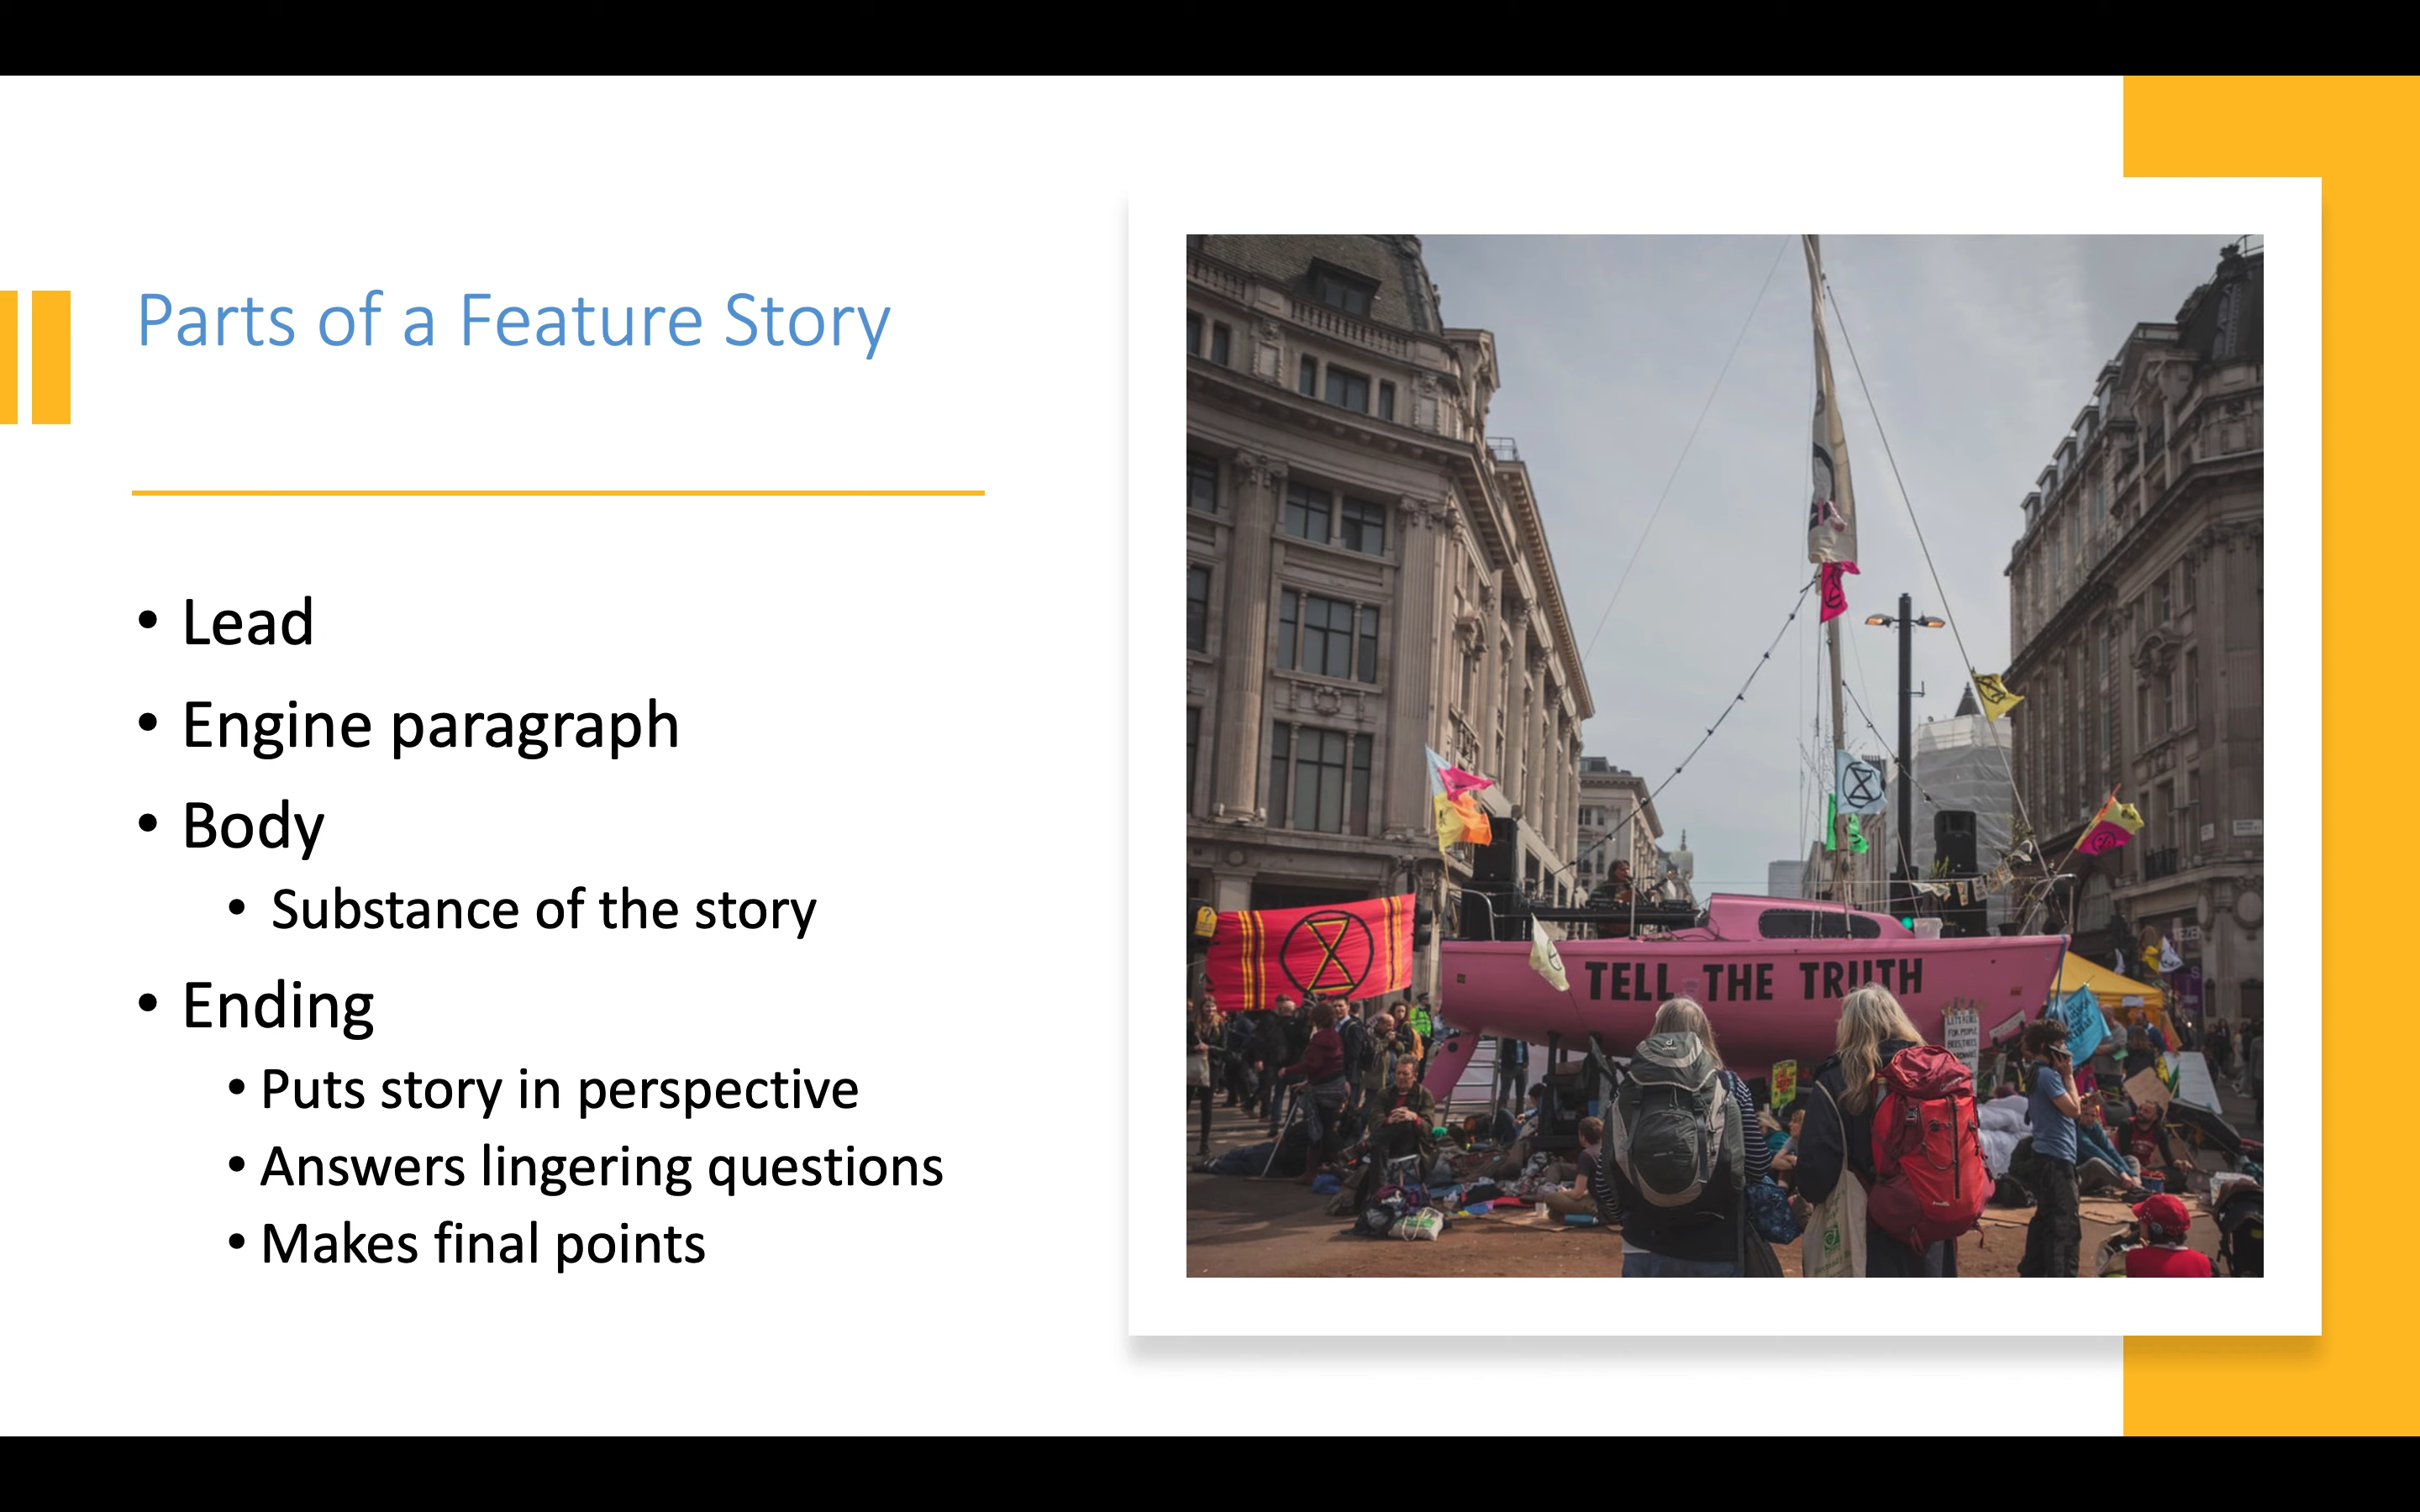 Parts of a Feature Story
• Lead
• Engine paragraph
• Body
• Substance of the story
• Ending
• Puts story in perspective
• Answers lingering questions
• Makes final points
TELL THE TRUTH